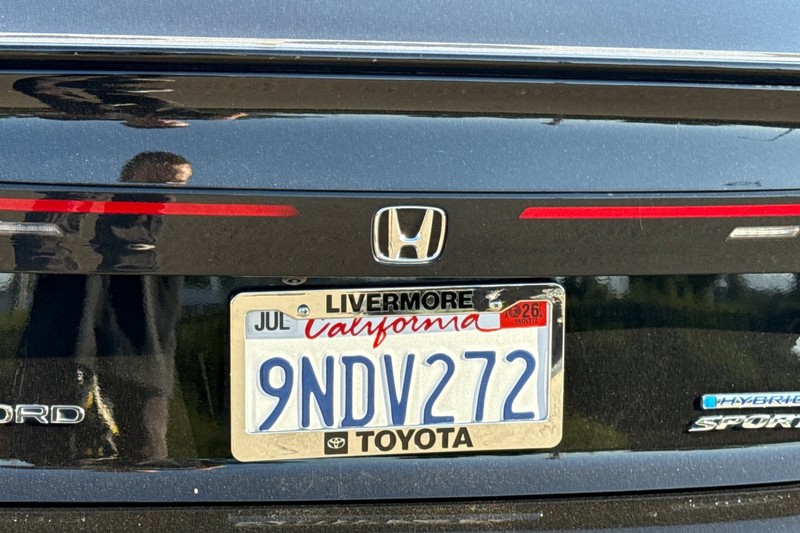 LIVERMORE
JUL California 26
9NDV272
TOYOTA
ORD
HYBRID
SPORT